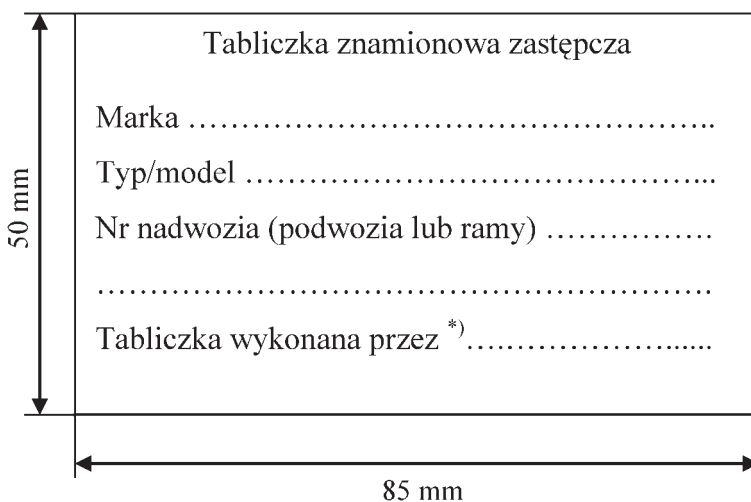 Tabliczka znamionowa zastępcza
Marka …………………………………………..
Typ/model ……………………………………...
Nr nadwozia (podwozia lub ramy) ………………
……………………………………………………
Tabliczka wykonana przez *)….………………......
50 mm
85 mm